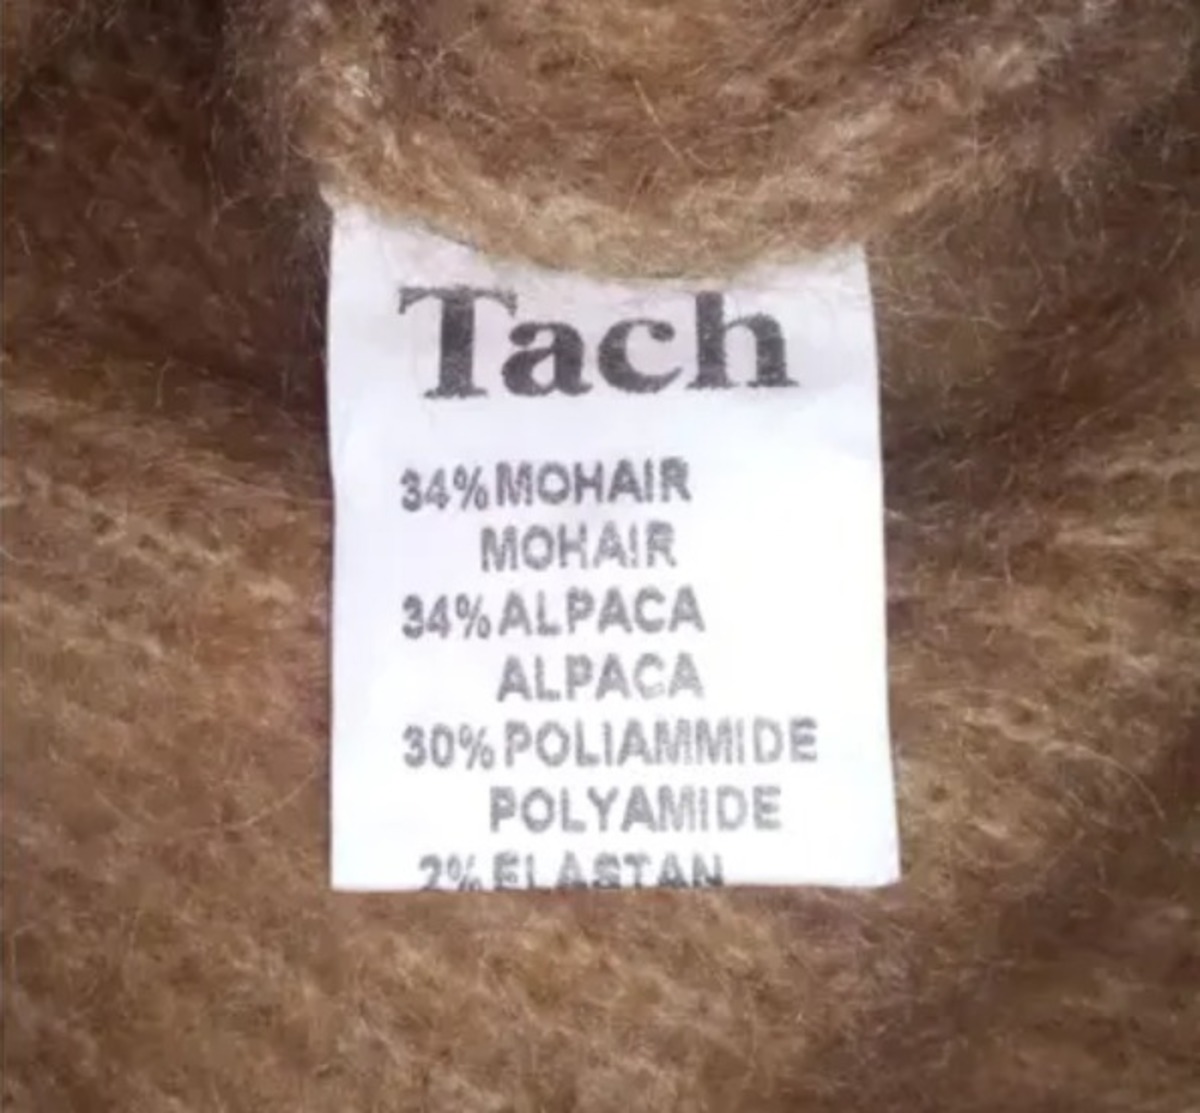 Tach
34% MOHAIR
MOHAIR
34% ALPACA
ALPACA
30% POLIAMMIDE
POLYAMIDE
2% ELASTAN